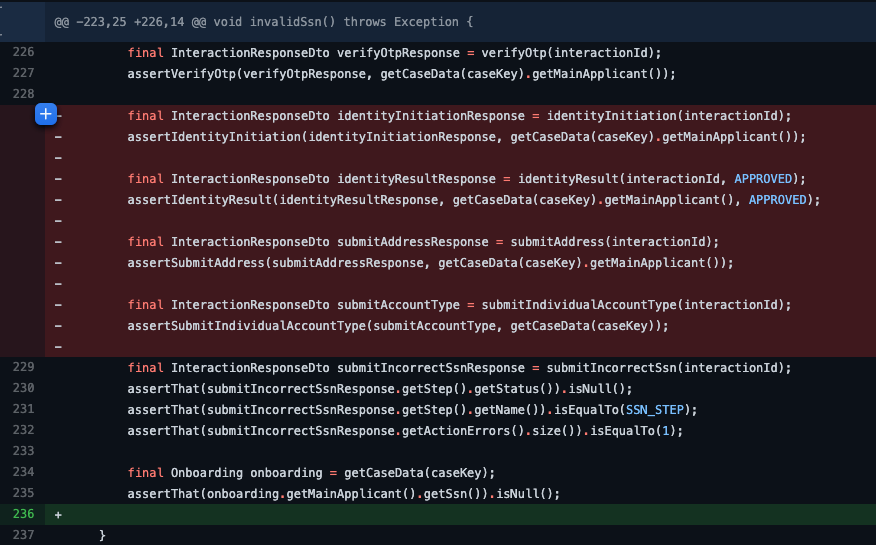 @@ -223,25 +226,14 @@ void invalidSsn() throws Exception {
226 final InteractionResponseDto verifyOtpResponse = verifyOtp(interactionId);
227 assertVerifyOtp(verifyOtpResponse, getCaseData(caseKey).getMainApplicant());
228
- final InteractionResponseDto identityInitiationResponse = identityInitiation(interactionId);
- assertIdentityInitiation(identityInitiationResponse, getCaseData(caseKey).getMainApplicant());
-
- final InteractionResponseDto identityResultResponse = identityResult(interactionId, APPROVED);
- assertIdentityResult(identityResultResponse, getCaseData(caseKey).getMainApplicant(), APPROVED);
-
- final InteractionResponseDto submitAddressResponse = submitAddress(interactionId);
- assertSubmitAddress(submitAddressResponse, getCaseData(caseKey).getMainApplicant());
-
- final InteractionResponseDto submitAccountType = submitIndividualAccountType(interactionId);
- assertSubmitIndividualAccountType(submitAccountType, getCaseData(caseKey));
-
229 final InteractionResponseDto submitIncorrectSsnResponse = submitIncorrectSsn(interactionId);
230 assertThat(submitIncorrectSsnResponse.getStep().getStatus()).isNull();
231 assertThat(submitIncorrectSsnResponse.getStep().getName()).isEqualTo(SSN_STEP);
232 assertThat(submitIncorrectSsnResponse.getActionErrors().size()).isEqualTo(1);
233
234 final Onboarding onboarding = getCaseData(caseKey);
235 assertThat(onboarding.getMainApplicant().getSsn()).isNull();
236 +
237 }